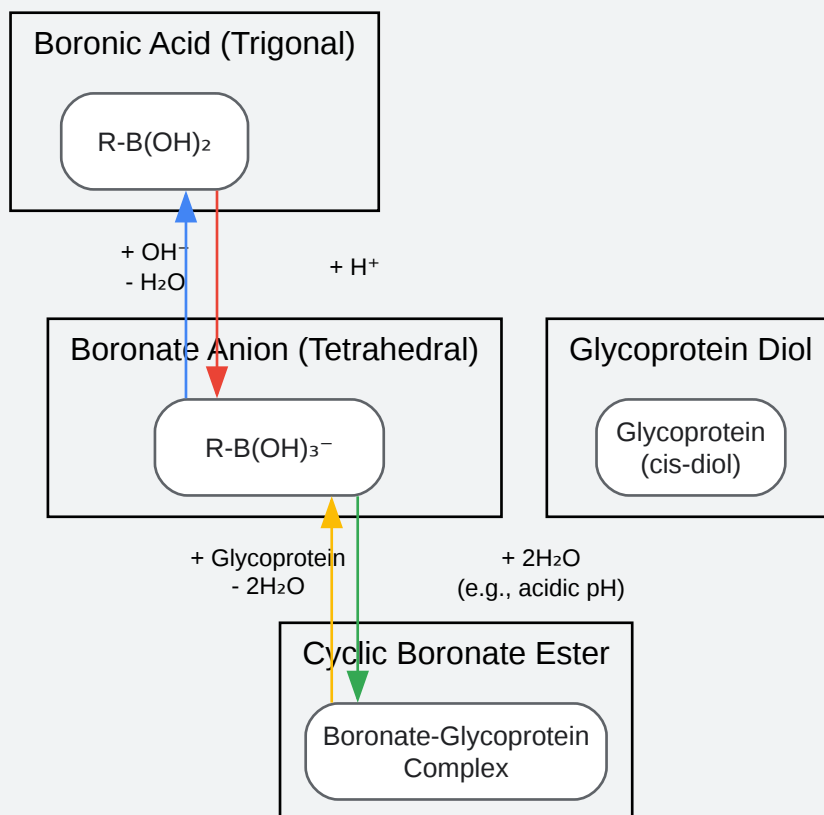 Boronic Acid (Trigonal)
R-B(OH)₂
+ OH⁻
- H₂O
+ H⁺
Boronate Anion (Tetrahedral)
R-B(OH)₃⁻
Glycoprotein Diol
Glycoprotein
(cis-diol)
+ Glycoprotein
- 2H₂O
+ 2H₂O
(e.g., acidic pH)
Cyclic Boronate Ester
Boronate-Glycoprotein
Complex